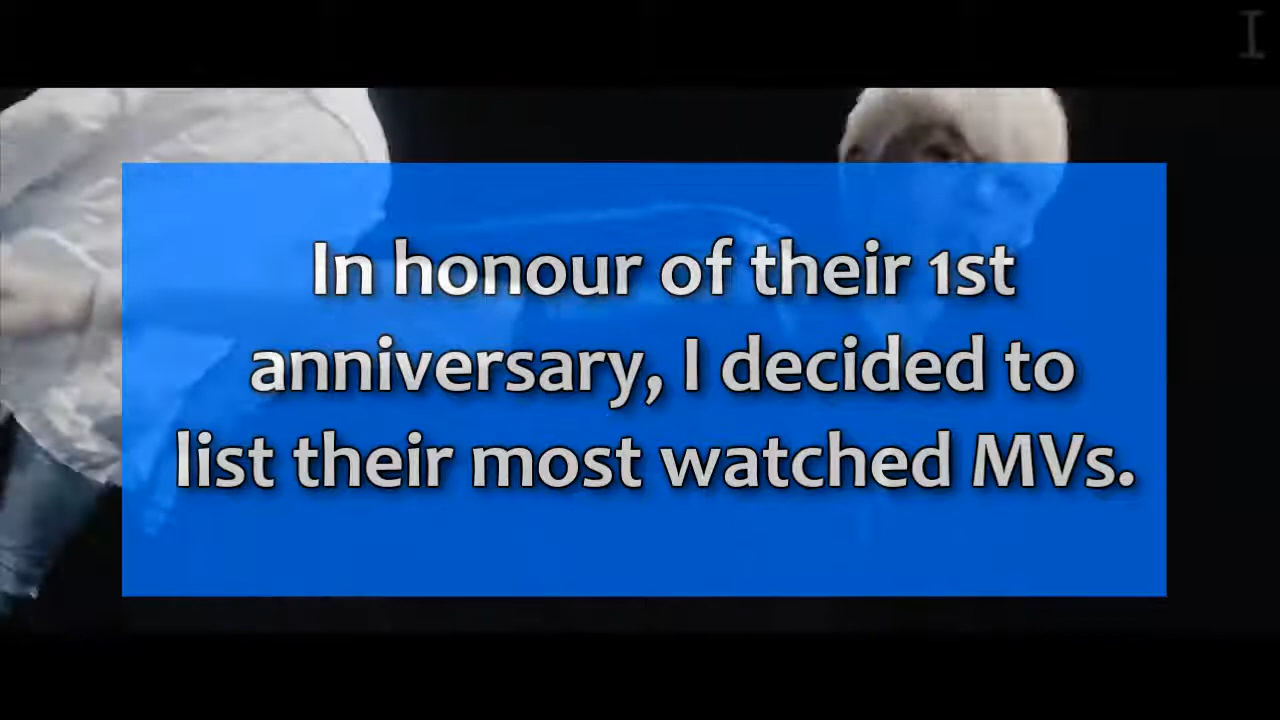 I
In honour of their 1st
anniversary, I decided to
list their most watched MVs.